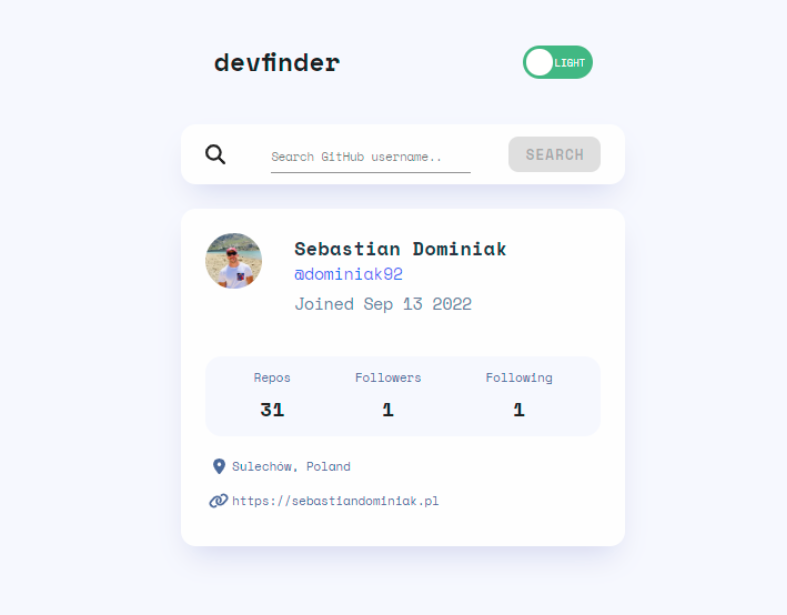 devfinder
LIGHT
Search GitHub username..
SEARCH
Sebastian Dominiak
@dominiak92
Joined Sep 13 2022
Repos Followers Following
31 1 1
Sulechów, Poland
https://sebastiandominiak.pl